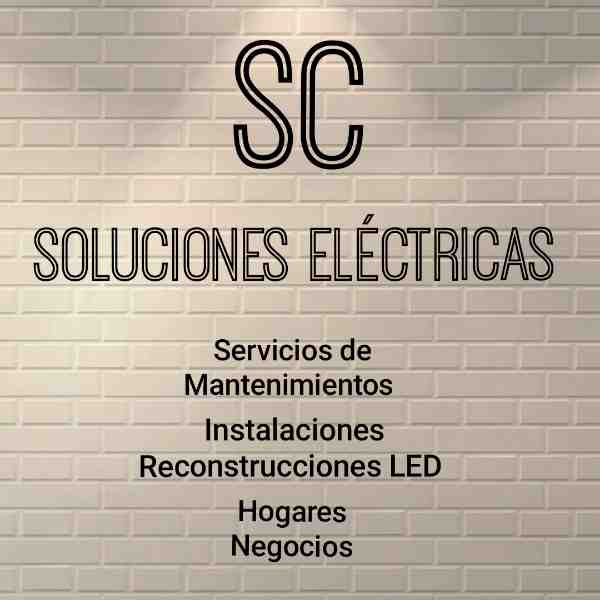 SC
SOLUCIONES ELÉCTRICAS
Servicios de
Mantenimientos
Instalaciones
Reconstrucciones LED
Hogares
Negocios